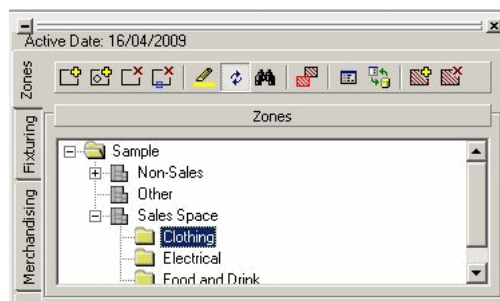 Active Date: 16/04/2009
Zones
Fixturing
Merchandising
Zones
Sample
Non-Sales
Other
Sales Space
Clothing
Electrical
Food and Drink